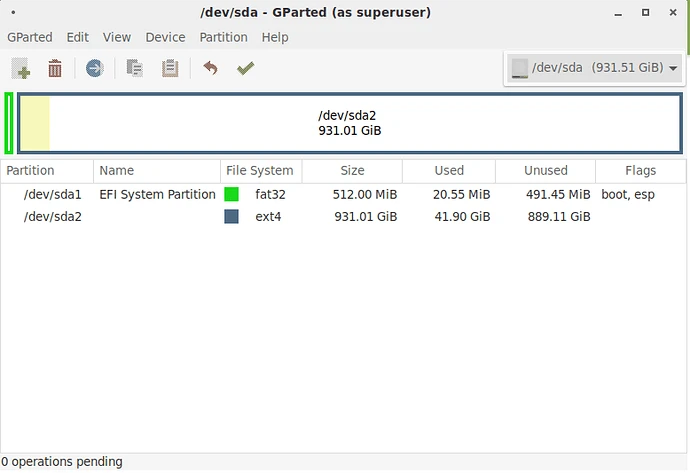 /dev/sda - GParted (as superuser)
GParted Edit View Device Partition Help
/dev/sda (931.51 GiB)
/dev/sda2
931.01 GiB
Partition Name File System Size Used Unused Flags
/dev/sda1 EFI System Partition fat32 512.00 MiB 20.55 MiB 491.45 MiB boot, esp
/dev/sda2 ext4 931.01 GiB 41.90 GiB 889.11 GiB
0 operations pending